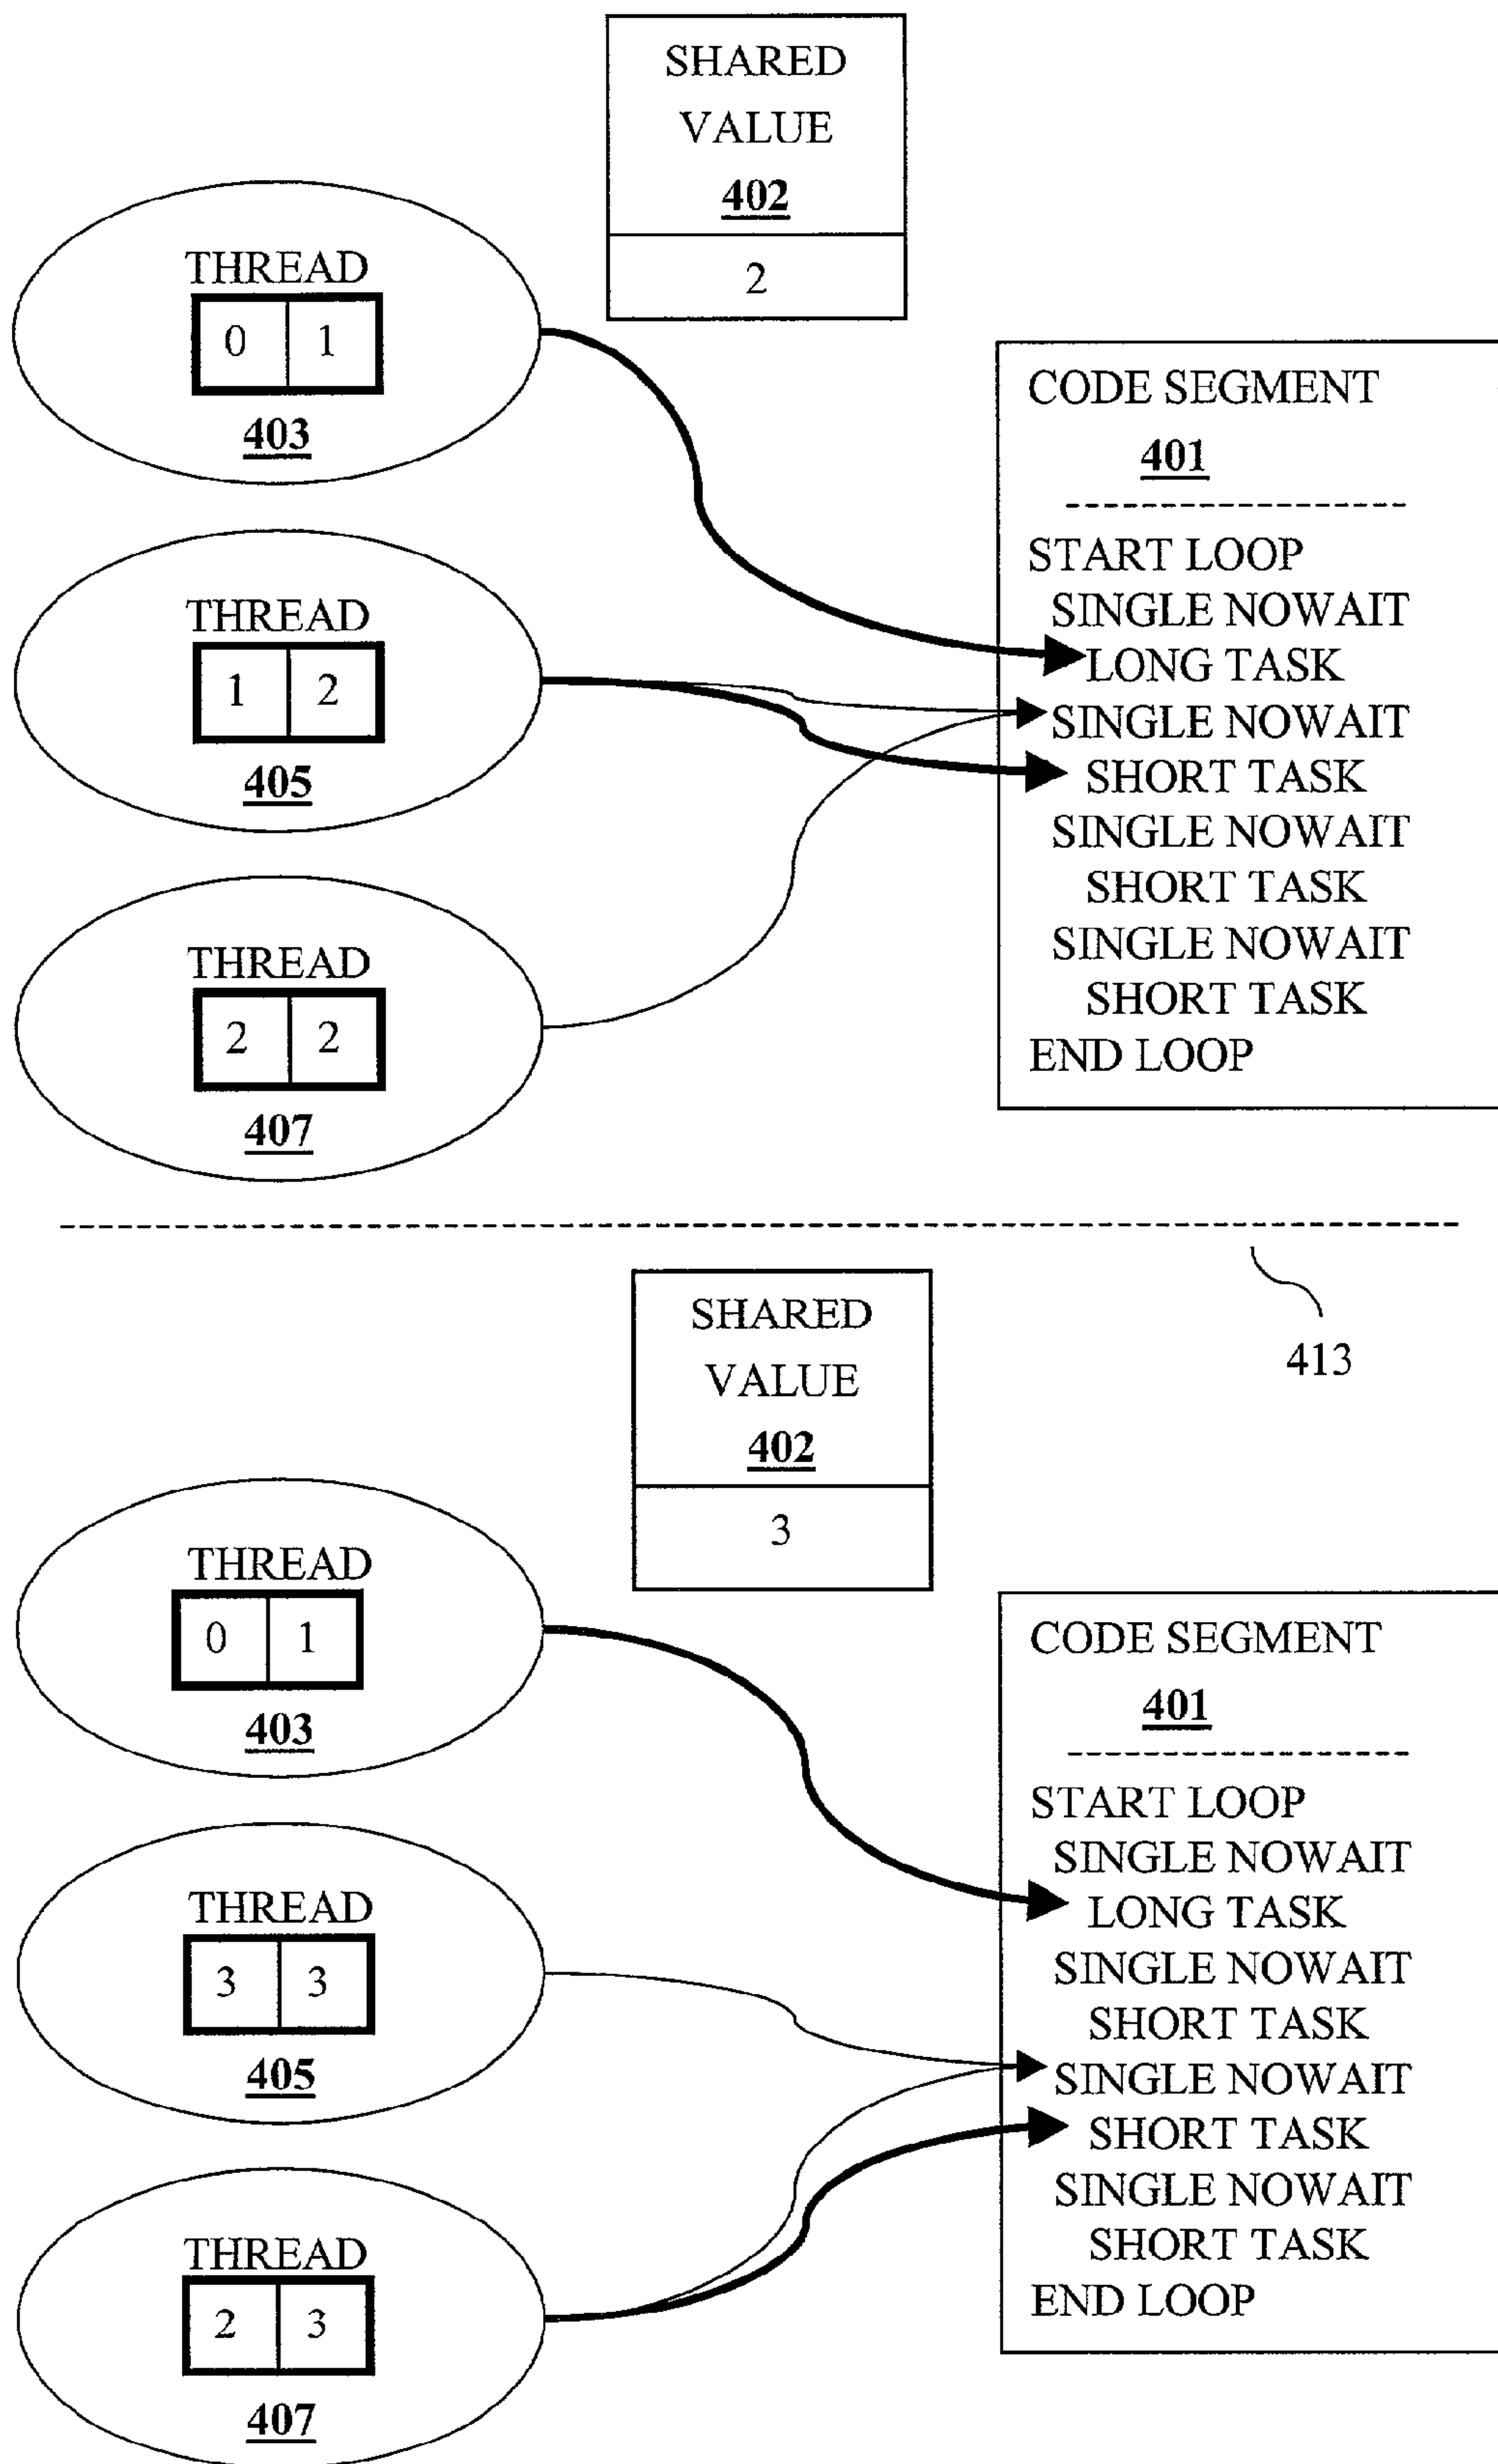 SHARED
VALUE
402
2
THREAD
0 1
403
THREAD
1 2
405
THREAD
2 2
407
CODE SEGMENT
401
START LOOP
SINGLE NOWAIT
LONG TASK
SINGLE NOWAIT
SHORT TASK
SINGLE NOWAIT
SHORT TASK
SINGLE NOWAIT
SHORT TASK
END LOOP
413
SHARED
VALUE
402
3
THREAD
0 1
403
THREAD
3 3
405
THREAD
2 3
407
CODE SEGMENT
401
START LOOP
SINGLE NOWAIT
LONG TASK
SINGLE NOWAIT
SHORT TASK
SINGLE NOWAIT
SHORT TASK
SINGLE NOWAIT
SHORT TASK
END LOOP